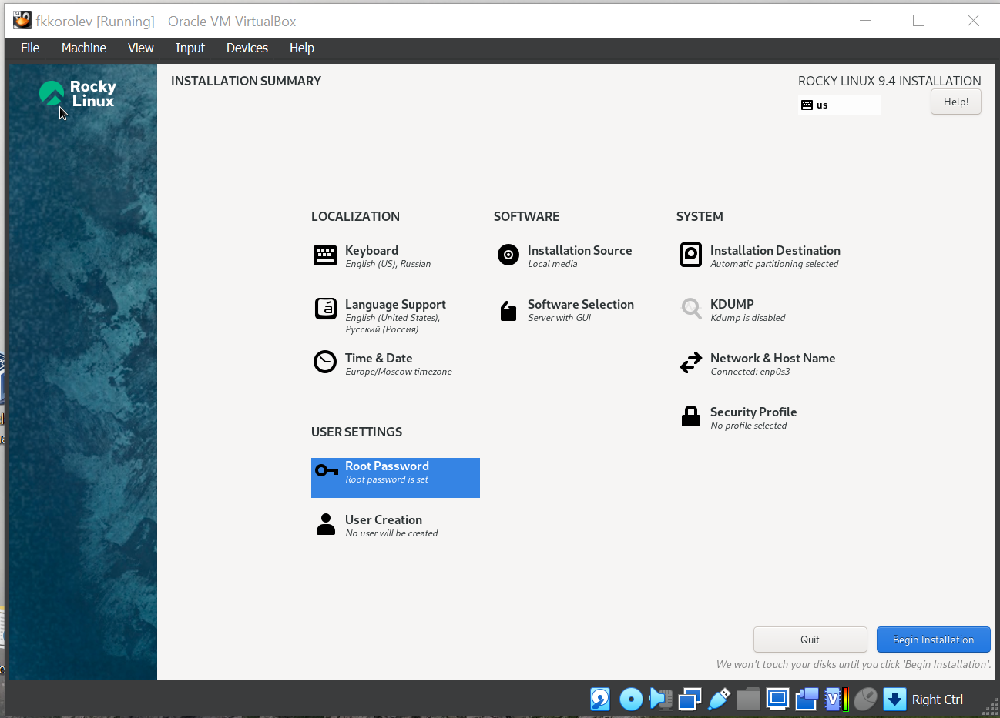 fkkorolev [Running] - Oracle VM VirtualBox
File Machine View Input Devices Help
Rocky
Linux
INSTALLATION SUMMARY
ROCKY LINUX 9.4 INSTALLATION
us
Help!
LOCALIZATION
Keyboard
English (US), Russian
Language Support
English (United States),
Русский (Россия)
Time & Date
Europe/Moscow timezone
SOFTWARE
Installation Source
Local media
Software Selection
Server with GUI
SYSTEM
Installation Destination
Automatic partitioning selected
KDUMP
Kdump is disabled
Network & Host Name
Connected: enp0s3
Security Profile
No profile selected
USER SETTINGS
Root Password
Root password is set
User Creation
No user will be created
Quit
Begin Installation
We won't touch your disks until you click 'Begin Installation'.
Right Ctrl